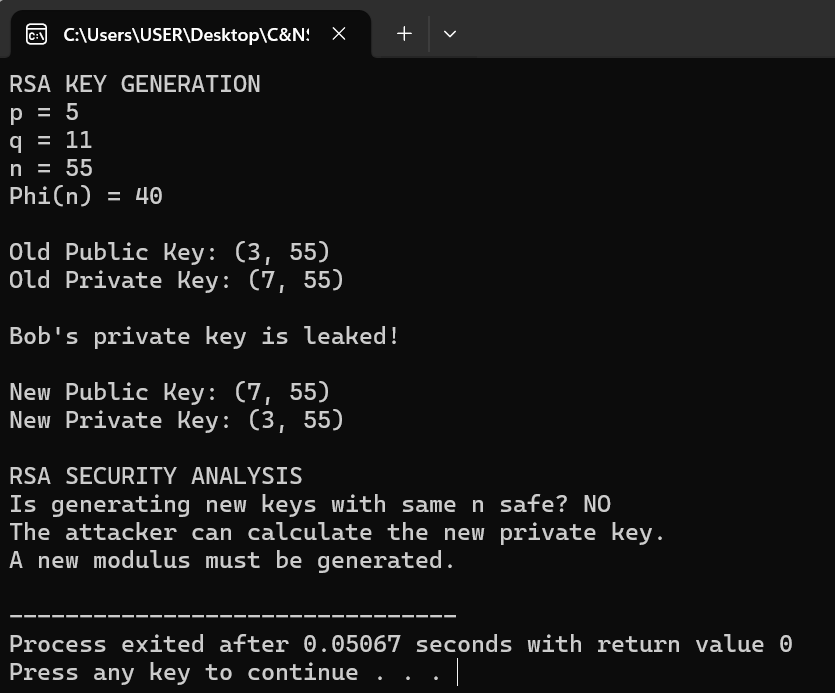 C:\Users\USER\Desktop\C&N
RSA KEY GENERATION
p = 5
q = 11
n = 55
Phi(n) = 40
Old Public Key: (3, 55)
Old Private Key: (7, 55)
Bob's private key is leaked!
New Public Key: (7, 55)
New Private Key: (3, 55)
RSA SECURITY ANALYSIS
Is generating new keys with same n safe? NO
The attacker can calculate the new private key.
A new modulus must be generated.
--------------------------------
Process exited after 0.05067 seconds with return value 0
Press any key to continue . . .